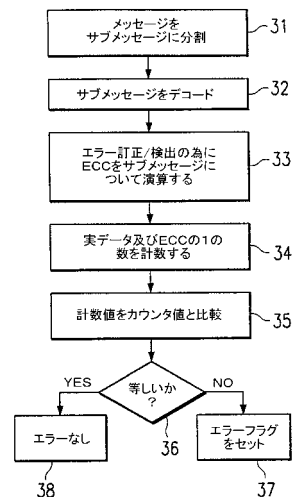 メッセージを
サブメッセージに分割
31
サブメッセージをデコード
32
エラー訂正/検出の為に
ECCをサブメッセージに
ついて演算する
33
実データ及びECCの1の
数を計数する
34
計数値をカウンタ値と比較
35
等しいか
?
YES
NO
36
エラーなし
38
エラーフラグ
をセット
37